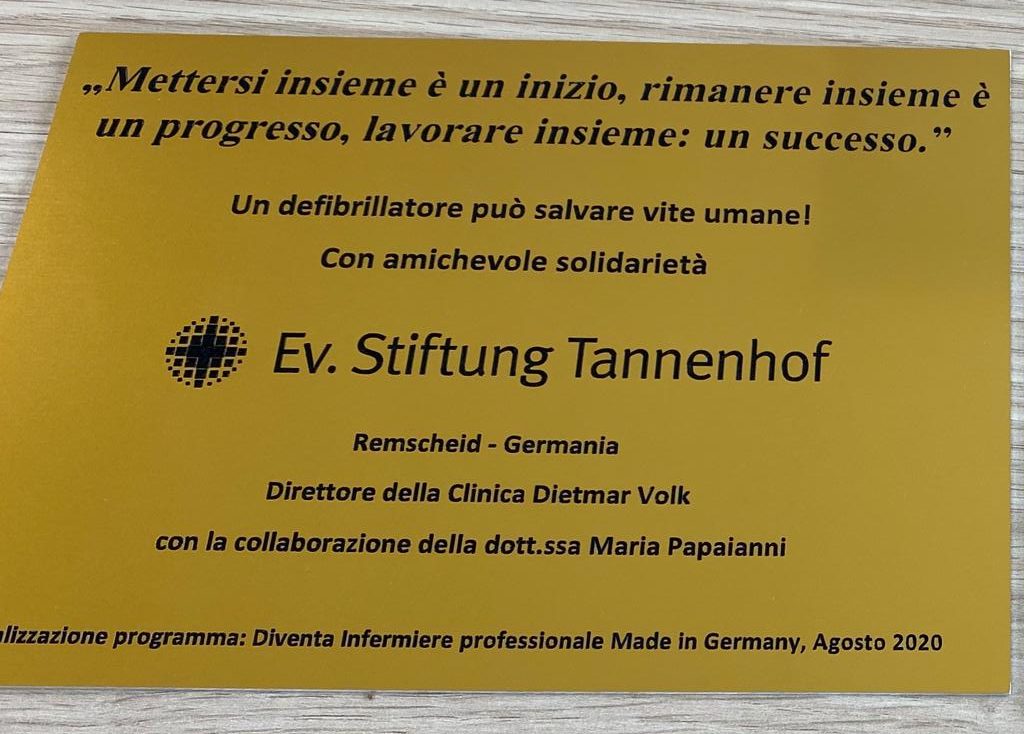 „Mettersi insieme è un inizio, rimanere insieme è
un progresso, lavorare insieme: un successo.”
Un defibrillatore può salvare vite umane!
Con amichevole solidarietà
Ev. Stiftung Tannenhof
Remscheid - Germania
Direttore della Clinica Dietmar Volk
con la collaborazione della dott.ssa Maria Papaianni
programma: Diventa Infermiere professionale Made in Germany, Agosto 2020